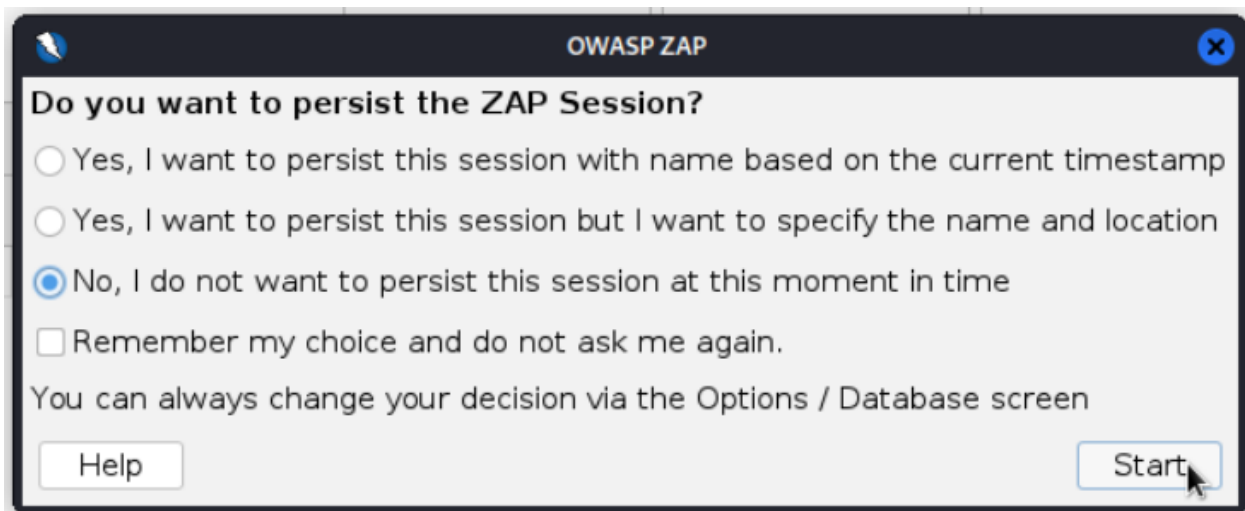 OWASP ZAP
Do you want to persist the ZAP Session?
Yes, I want to persist this session with name based on the current timestamp
Yes, I want to persist this session but I want to specify the name and location
No, I do not want to persist this session at this moment in time
Remember my choice and do not ask me again.
You can always change your decision via the Options / Database screen
Help
Start